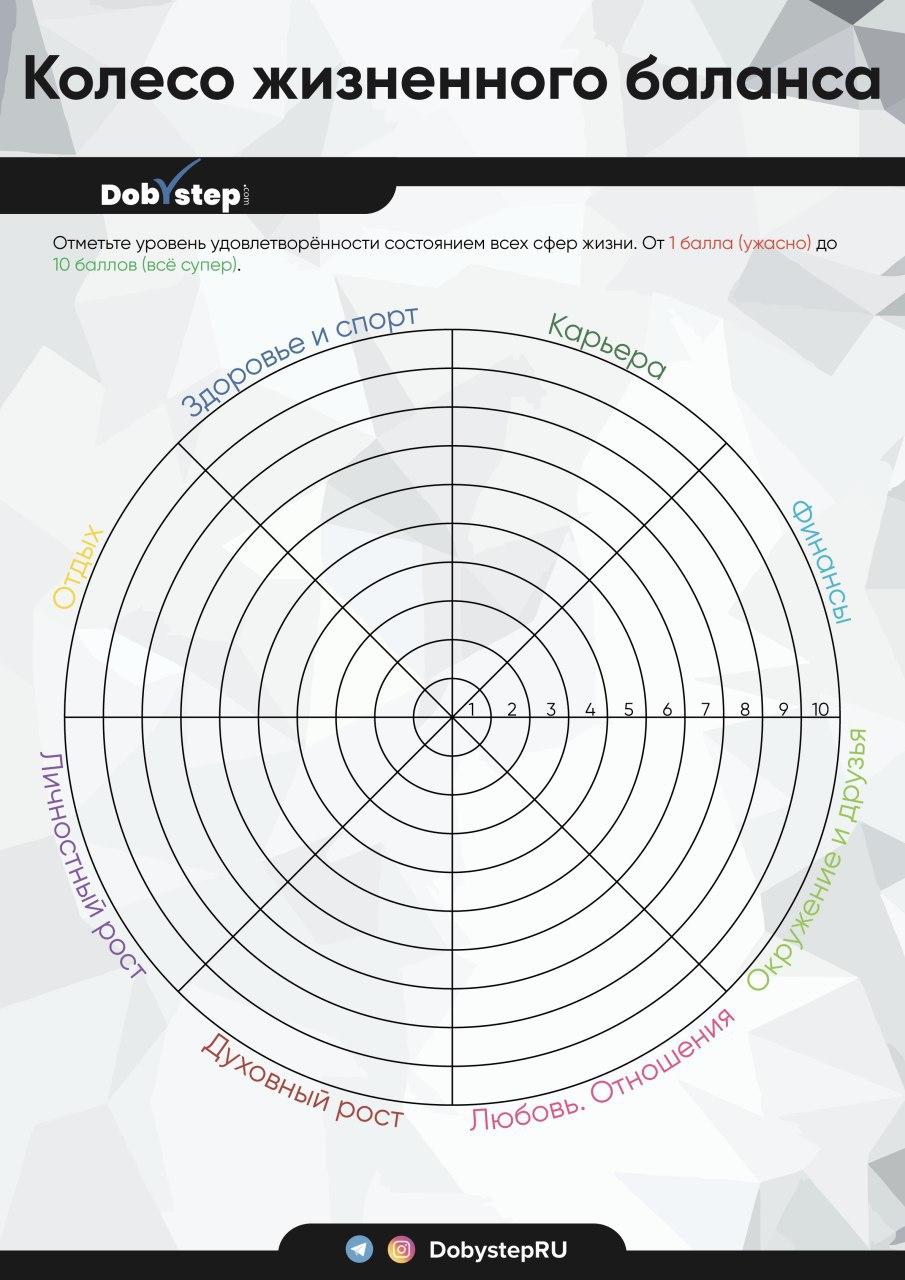 Колесо жизненного баланса
Dobystep.com
Отметьте уровень удовлетворённости состоянием всех сфер жизни. От 1 балла (ужасно) до
10 баллов (всё супер).
Здоровье и спорт
Карьера
Отдых
Финансы
1 2 3 4 5 6 7 8 9 10
Личностный рост
Окружение и друзья
Духовный рост
Любовь. Отношения
DobystepRU